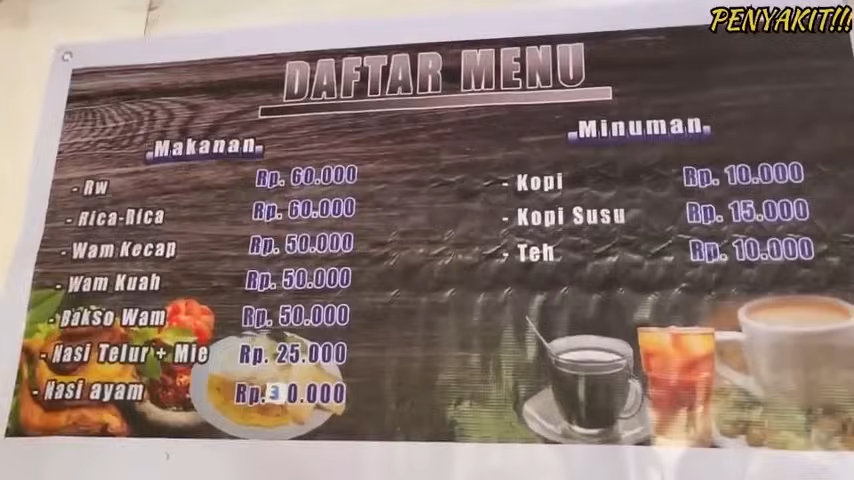 PENYAKIT!!!
DAFTAR MENU
Makanan
- Rw Rp. 60.000
- Rica-Rica Rp. 60.000
- Wam Kecap Rp. 50.000
- Wam Kuah Rp. 50.000
- Bakso Wam Rp. 50.000
- Nasi Telur + Mie Rp. 25.000
- Nasi ayam Rp. 30.000
Minuman
- Kopi Rp. 10.000
- Kopi Susu Rp. 15.000
- Teh Rp. 10.000